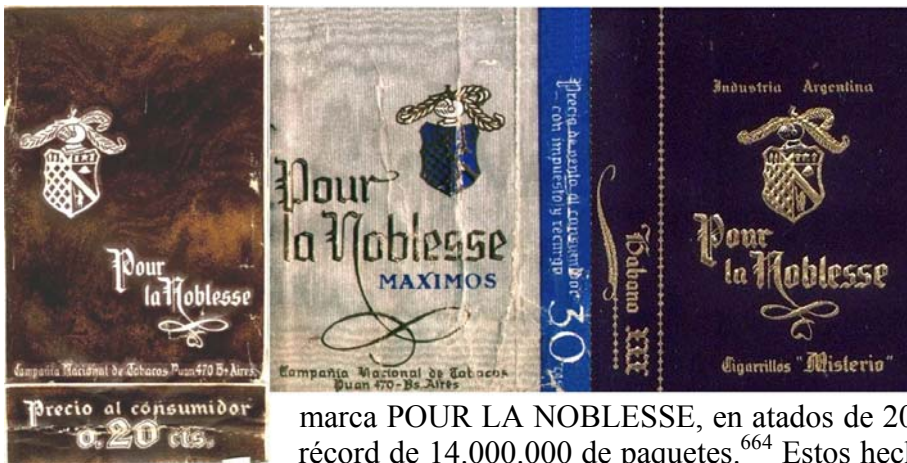 Pour
la Noblesse
Compañia Nacional de Tabacos Puan 470 Bs Aires
Precio al consumidor
0.20 cts.
Pour
la Noblesse
MAXIMOS
Compañia Nacional de Tabacos
Puan 470-Bs. Aires
Precio de venta al consumidor
con impuesto y recargo
30
Habano XXX
Industria Argentina
Pour
la Noblesse
Cigarrillos "Misterio"
marca POUR LA NOBLESSE, en atados de 20
récord de 14.000.000 de paquetes.664 Estos hech